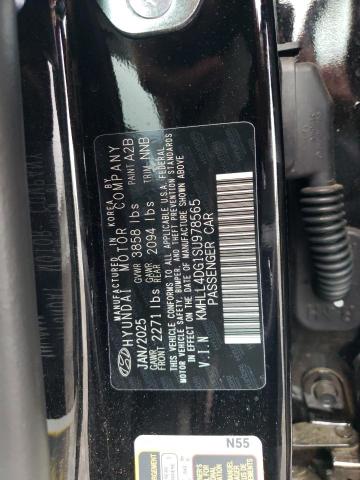 MANUFACTURED IN KOREA BY
HYUNDAI MOTOR COMPANY
JAN/2025 GVWR 3858 lbs PAINT A2B
GAWR FRONT 2271 lbs GAWR REAR 2094 lbs TRIM NNB
THIS VEHICLE CONFORMS TO ALL APPLICABLE U.S.A. FEDERAL
MOTOR VEHICLE SAFETY, BUMPER, AND THEFT PREVENTION STANDARDS
IN EFFECT ON THE DATE OF MANUFACTURE SHOWN ABOVE
V.I.N KMHLL4DG1SU978565
PASSENGER CAR
N55